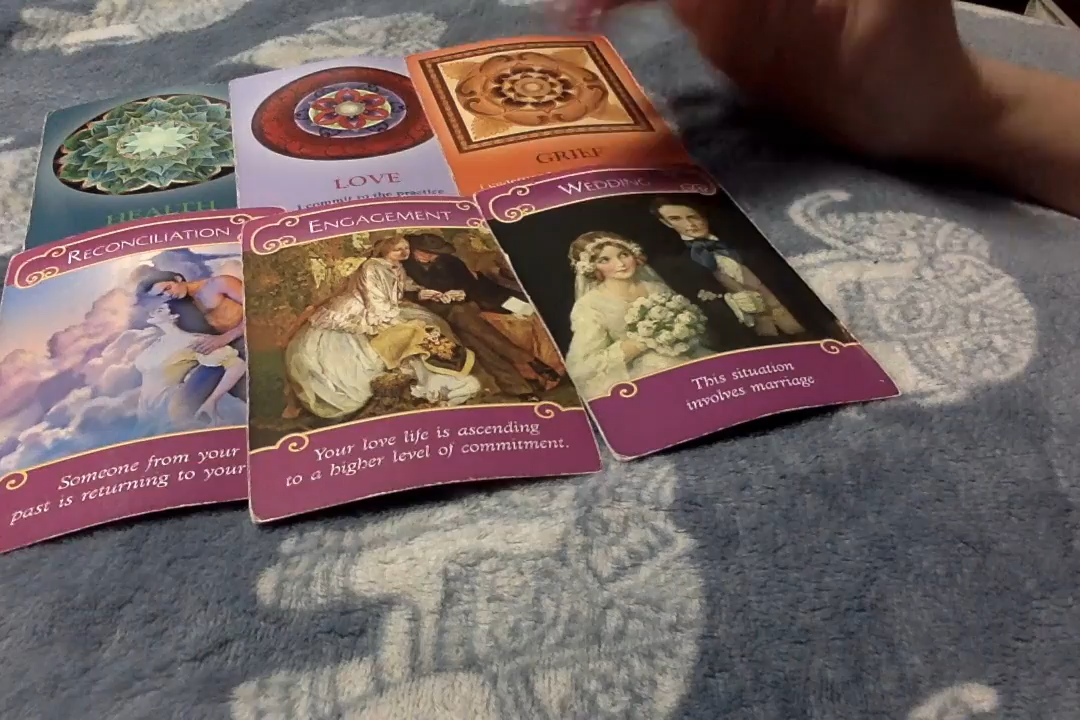 HEALTH
LOVE
I commit to the practice
GRIEF
RECONCILIATION
ENGAGEMENT
WEDDING
Someone from your
past is returning to your
Your love life is ascending
to a higher level of commitment.
This situation
involves marriage